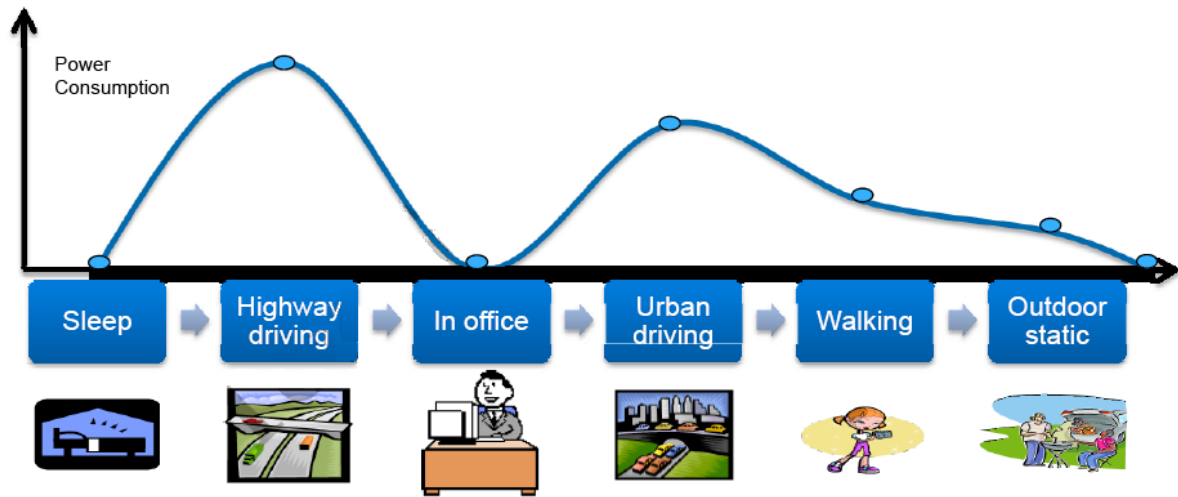 Power
Consumption
Sleep
Highway
driving
In office
Urban
driving
Walking
Outdoor
static